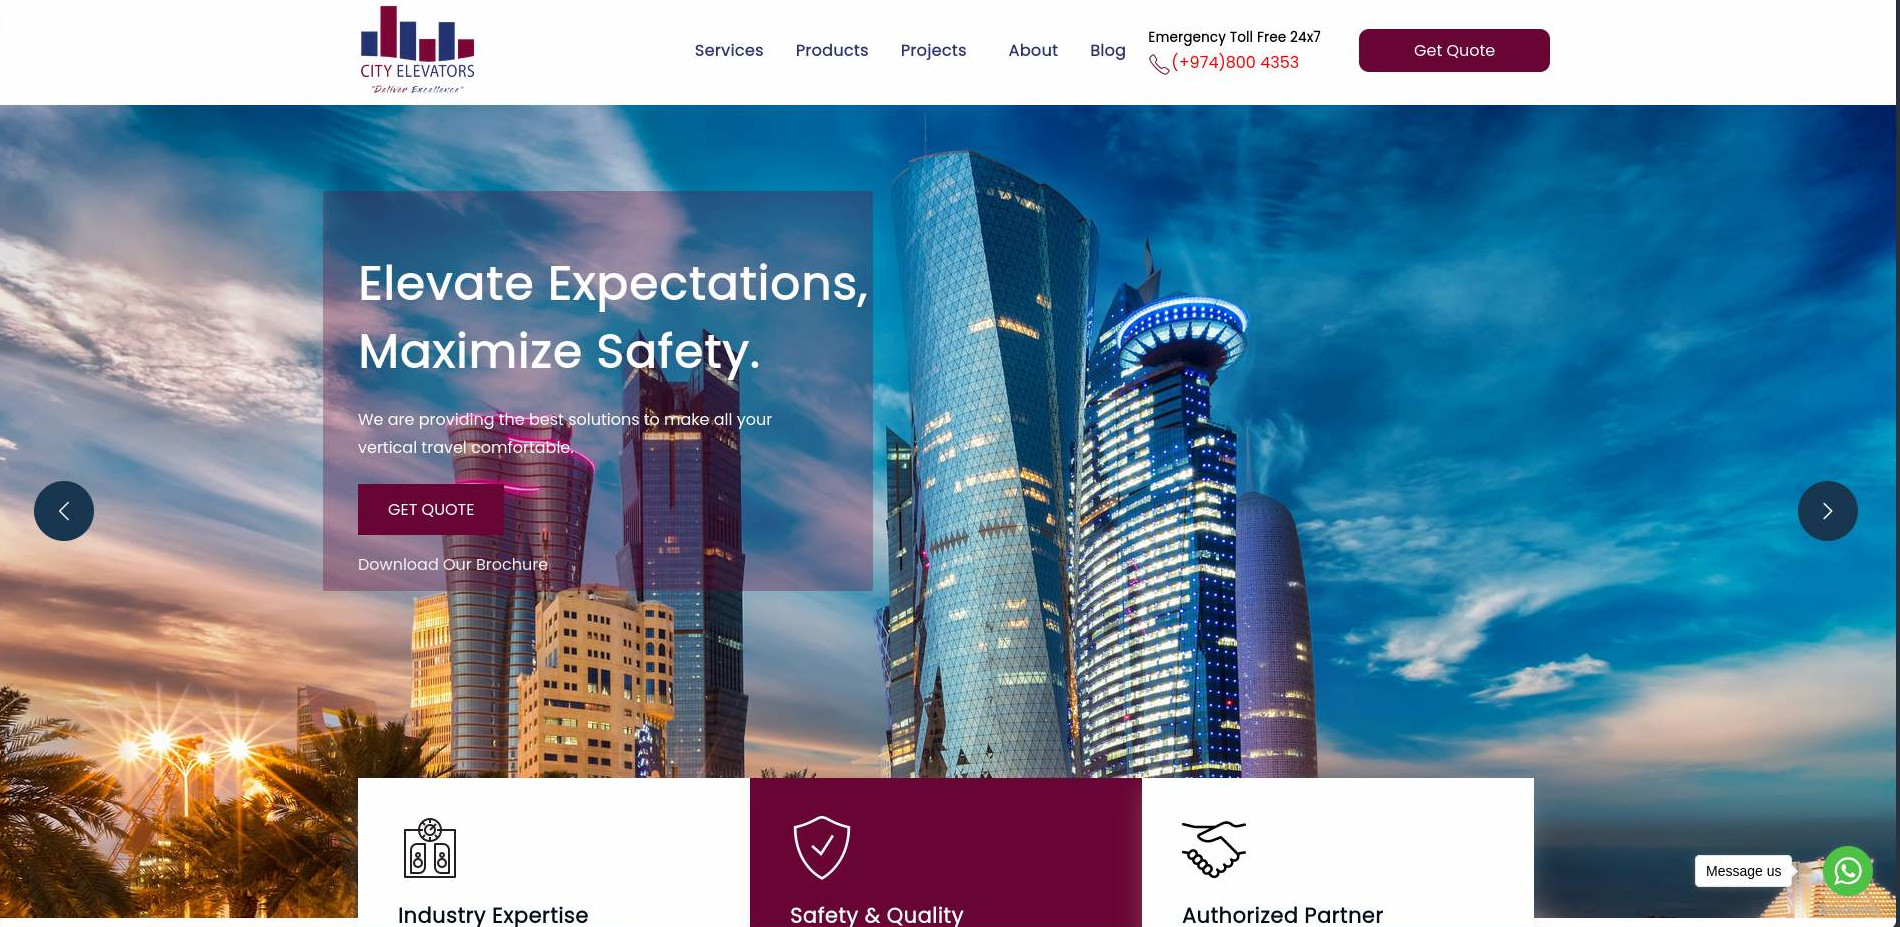 CITY ELEVATORS
"Deliver Excellence"
Services
Products
Projects
About
Blog
Emergency Toll Free 24x7
(+974)800 4353
Get Quote
Elevate Expectations,
Maximize Safety.
We are providing the best solutions to make all your
vertical travel comfortable.
GET QUOTE
Download Our Brochure
Industry Expertise
Safety & Quality
Authorized Partner
Message us